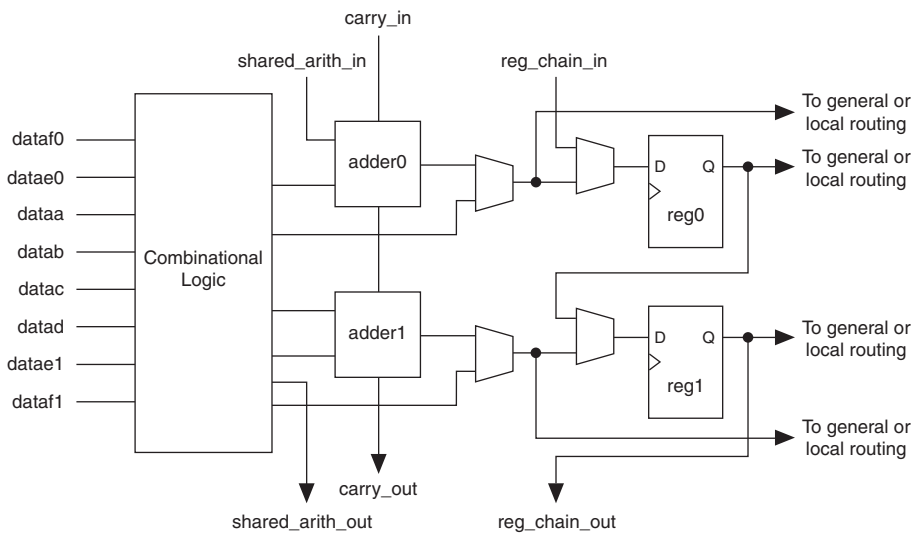 carry_in
shared_arith_in
reg_chain_in
To general or
local routing
dataf0
datae0
dataa
datab
datac
datad
datae1
dataf1
Combinational
Logic
adder0
D
Q
reg0
To general or
local routing
adder1
D
Q
reg1
To general or
local routing
To general or
local routing
carry_out
shared_arith_out
reg_chain_out